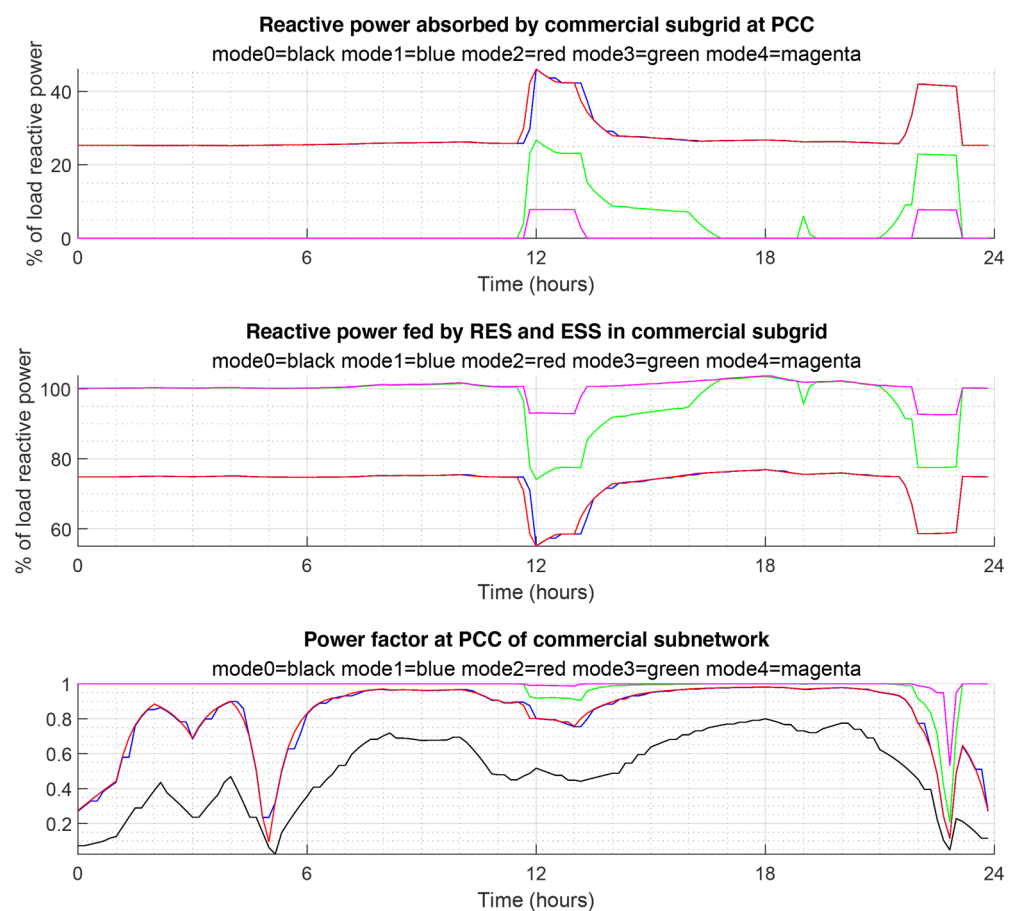 Reactive power absorbed by commercial subgrid at PCC
mode0=black mode1=blue mode2=red mode3=green mode4=magenta
% of load reactive power
40
20
0
0
6
12
18
24
Time (hours)
Reactive power fed by RES and ESS in commercial subgrid
mode0=black mode1=blue mode2=red mode3=green mode4=magenta
% of load reactive power
100
80
60
0
6
12
18
24
Time (hours)
Power factor at PCC of commercial subnetwork
mode0=black mode1=blue mode2=red mode3=green mode4=magenta
1
0.8
0.6
0.4
0.2
0
6
12
18
24
Time (hours)